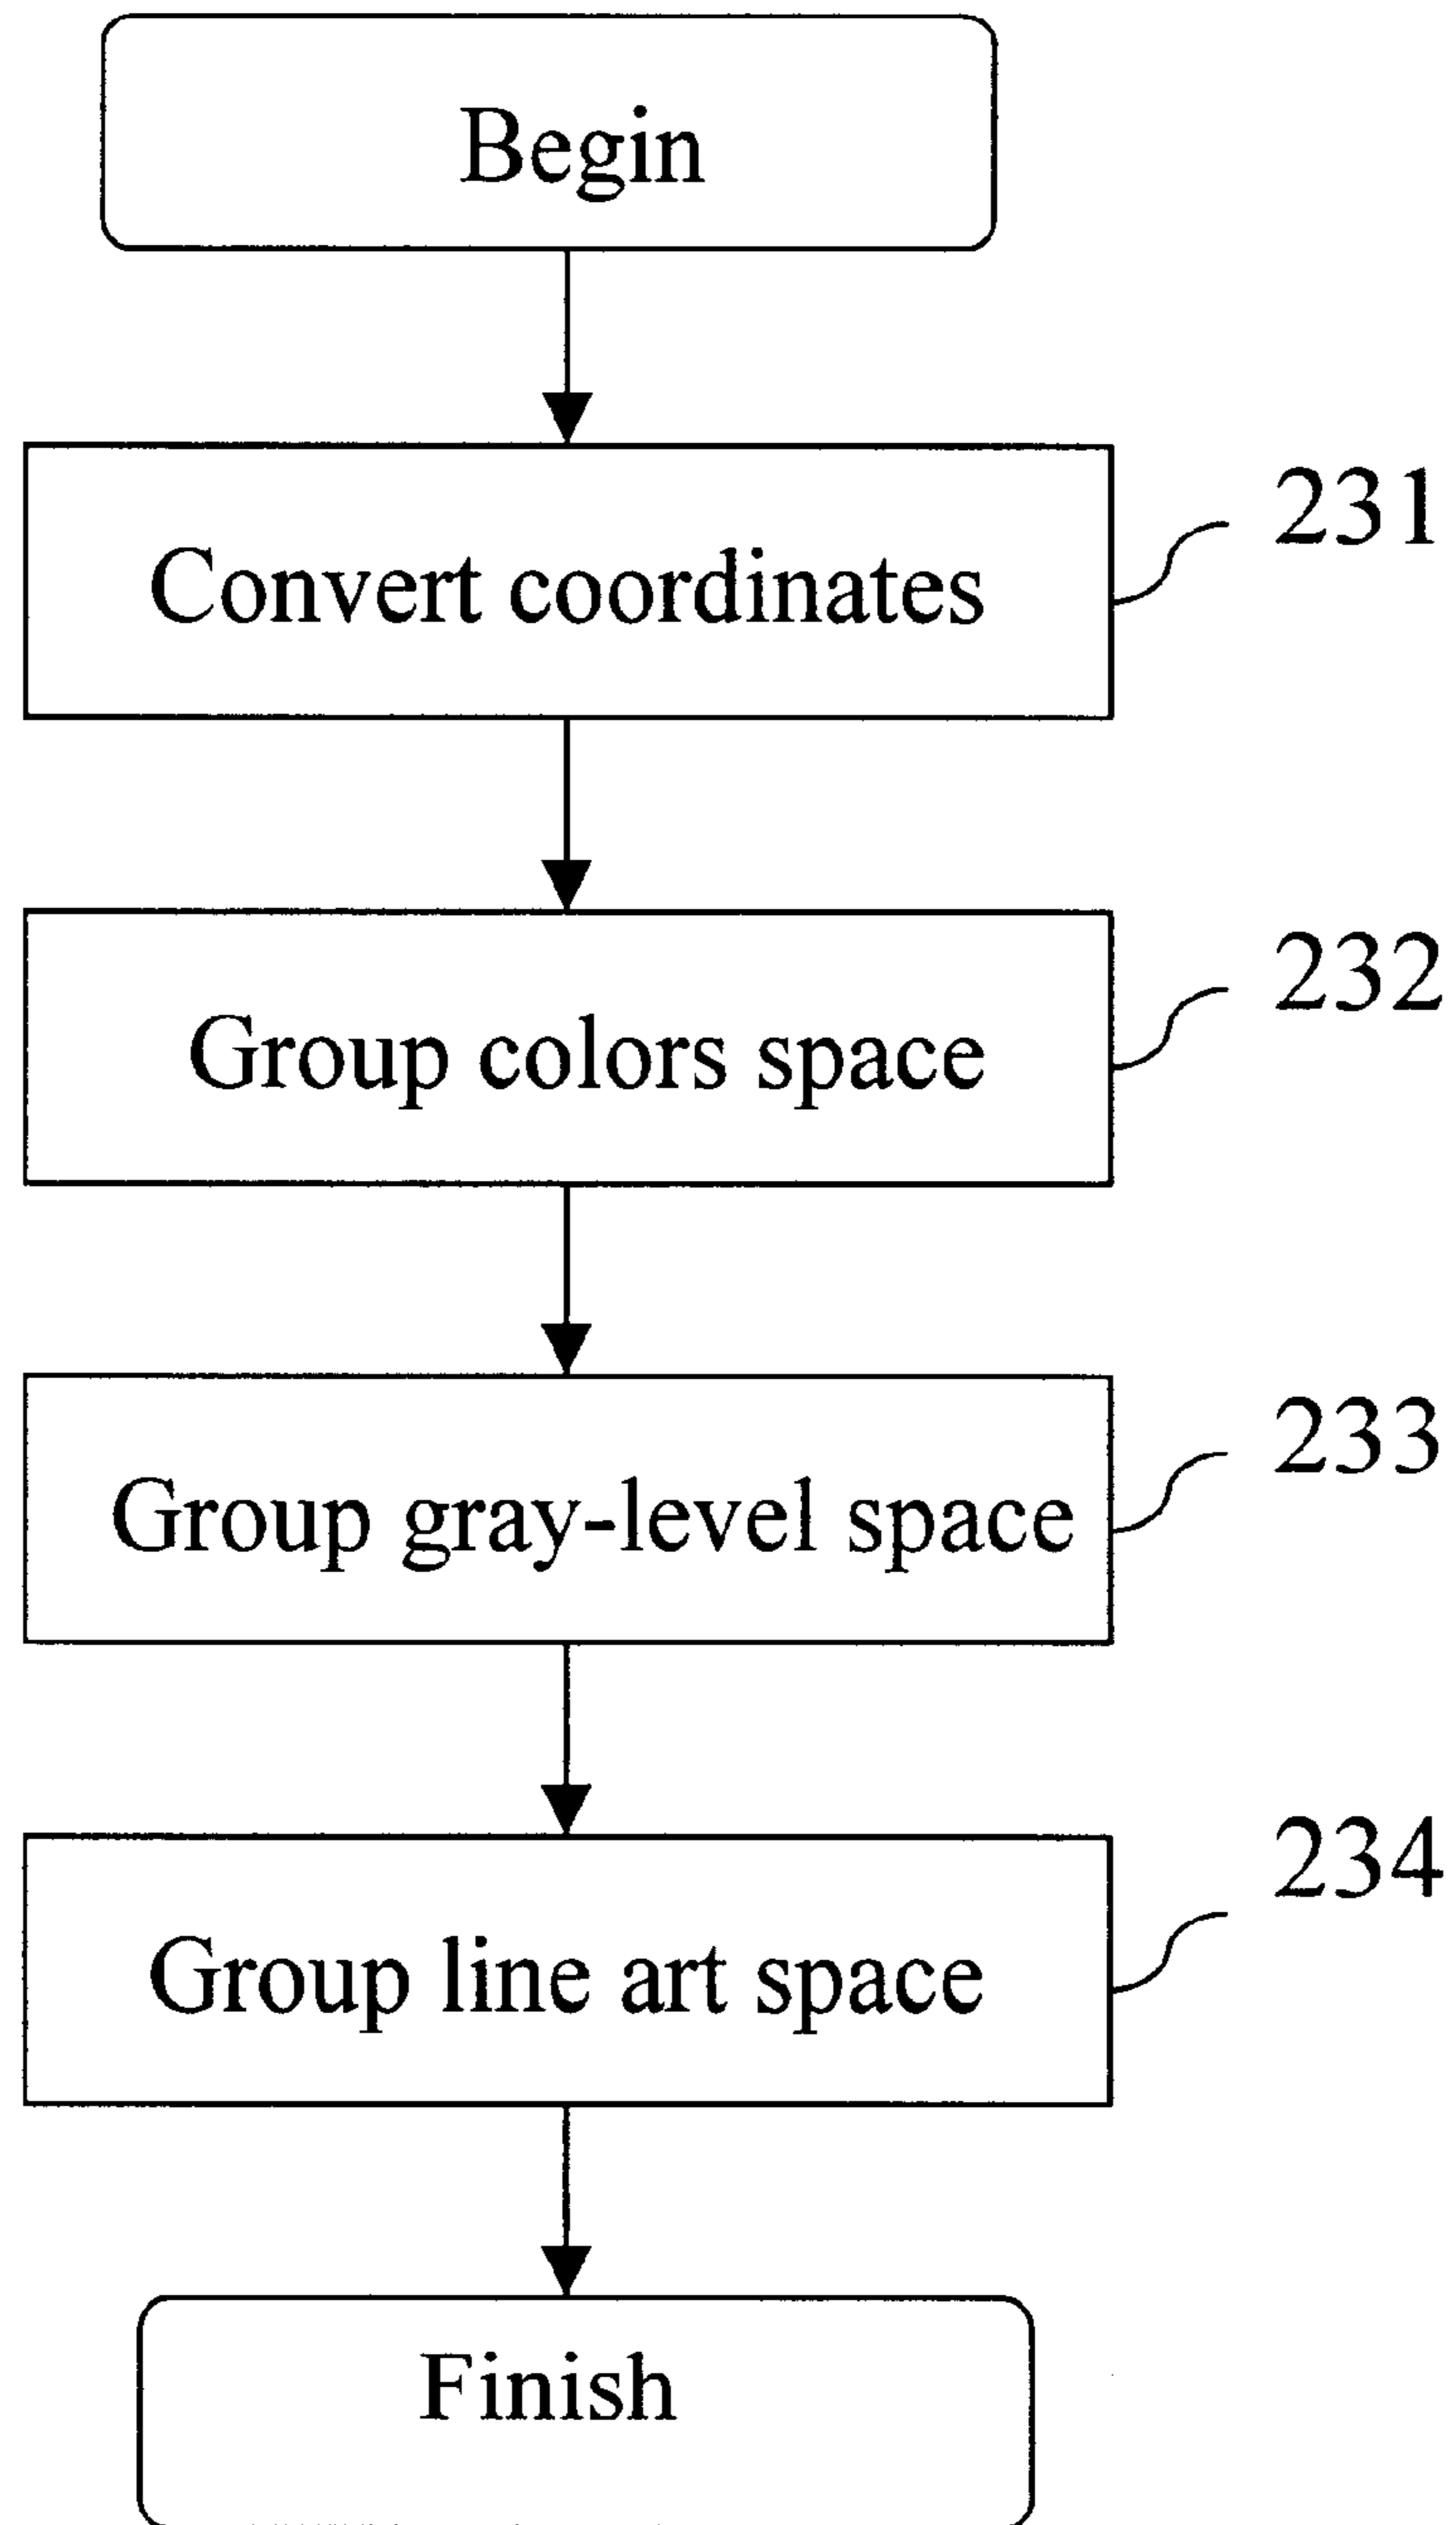 Begin
Convert coordinates
231
Group colors space
232
Group gray-level space
233
Group line art space
234
Finish